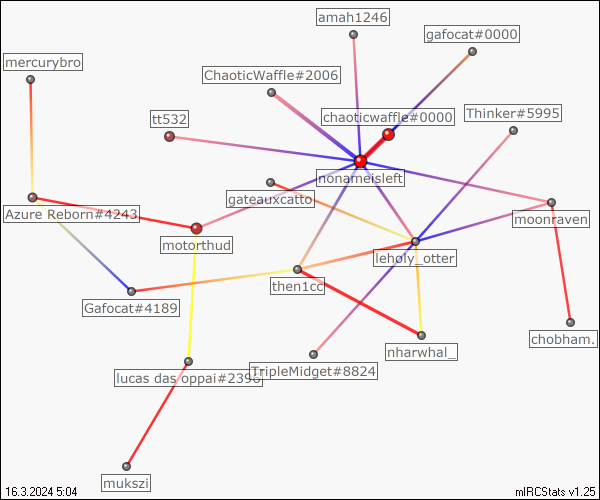 amah1246
gafocat#0000
mercurybro
ChaoticWaffle#2006
tt532
chaoticwaffle#0000
Thinker#5995
nonameisleft
gateauxcatto
Azure Reborn#4243
moonraven
motorthud
leholy_otter
then1cc
Gafocat#4189
chobham.
nharwhal_
lucas das oppai#2396
TripleMidget#8824
mukszi
16.3.2024 5:04
mIRCStats v1.25